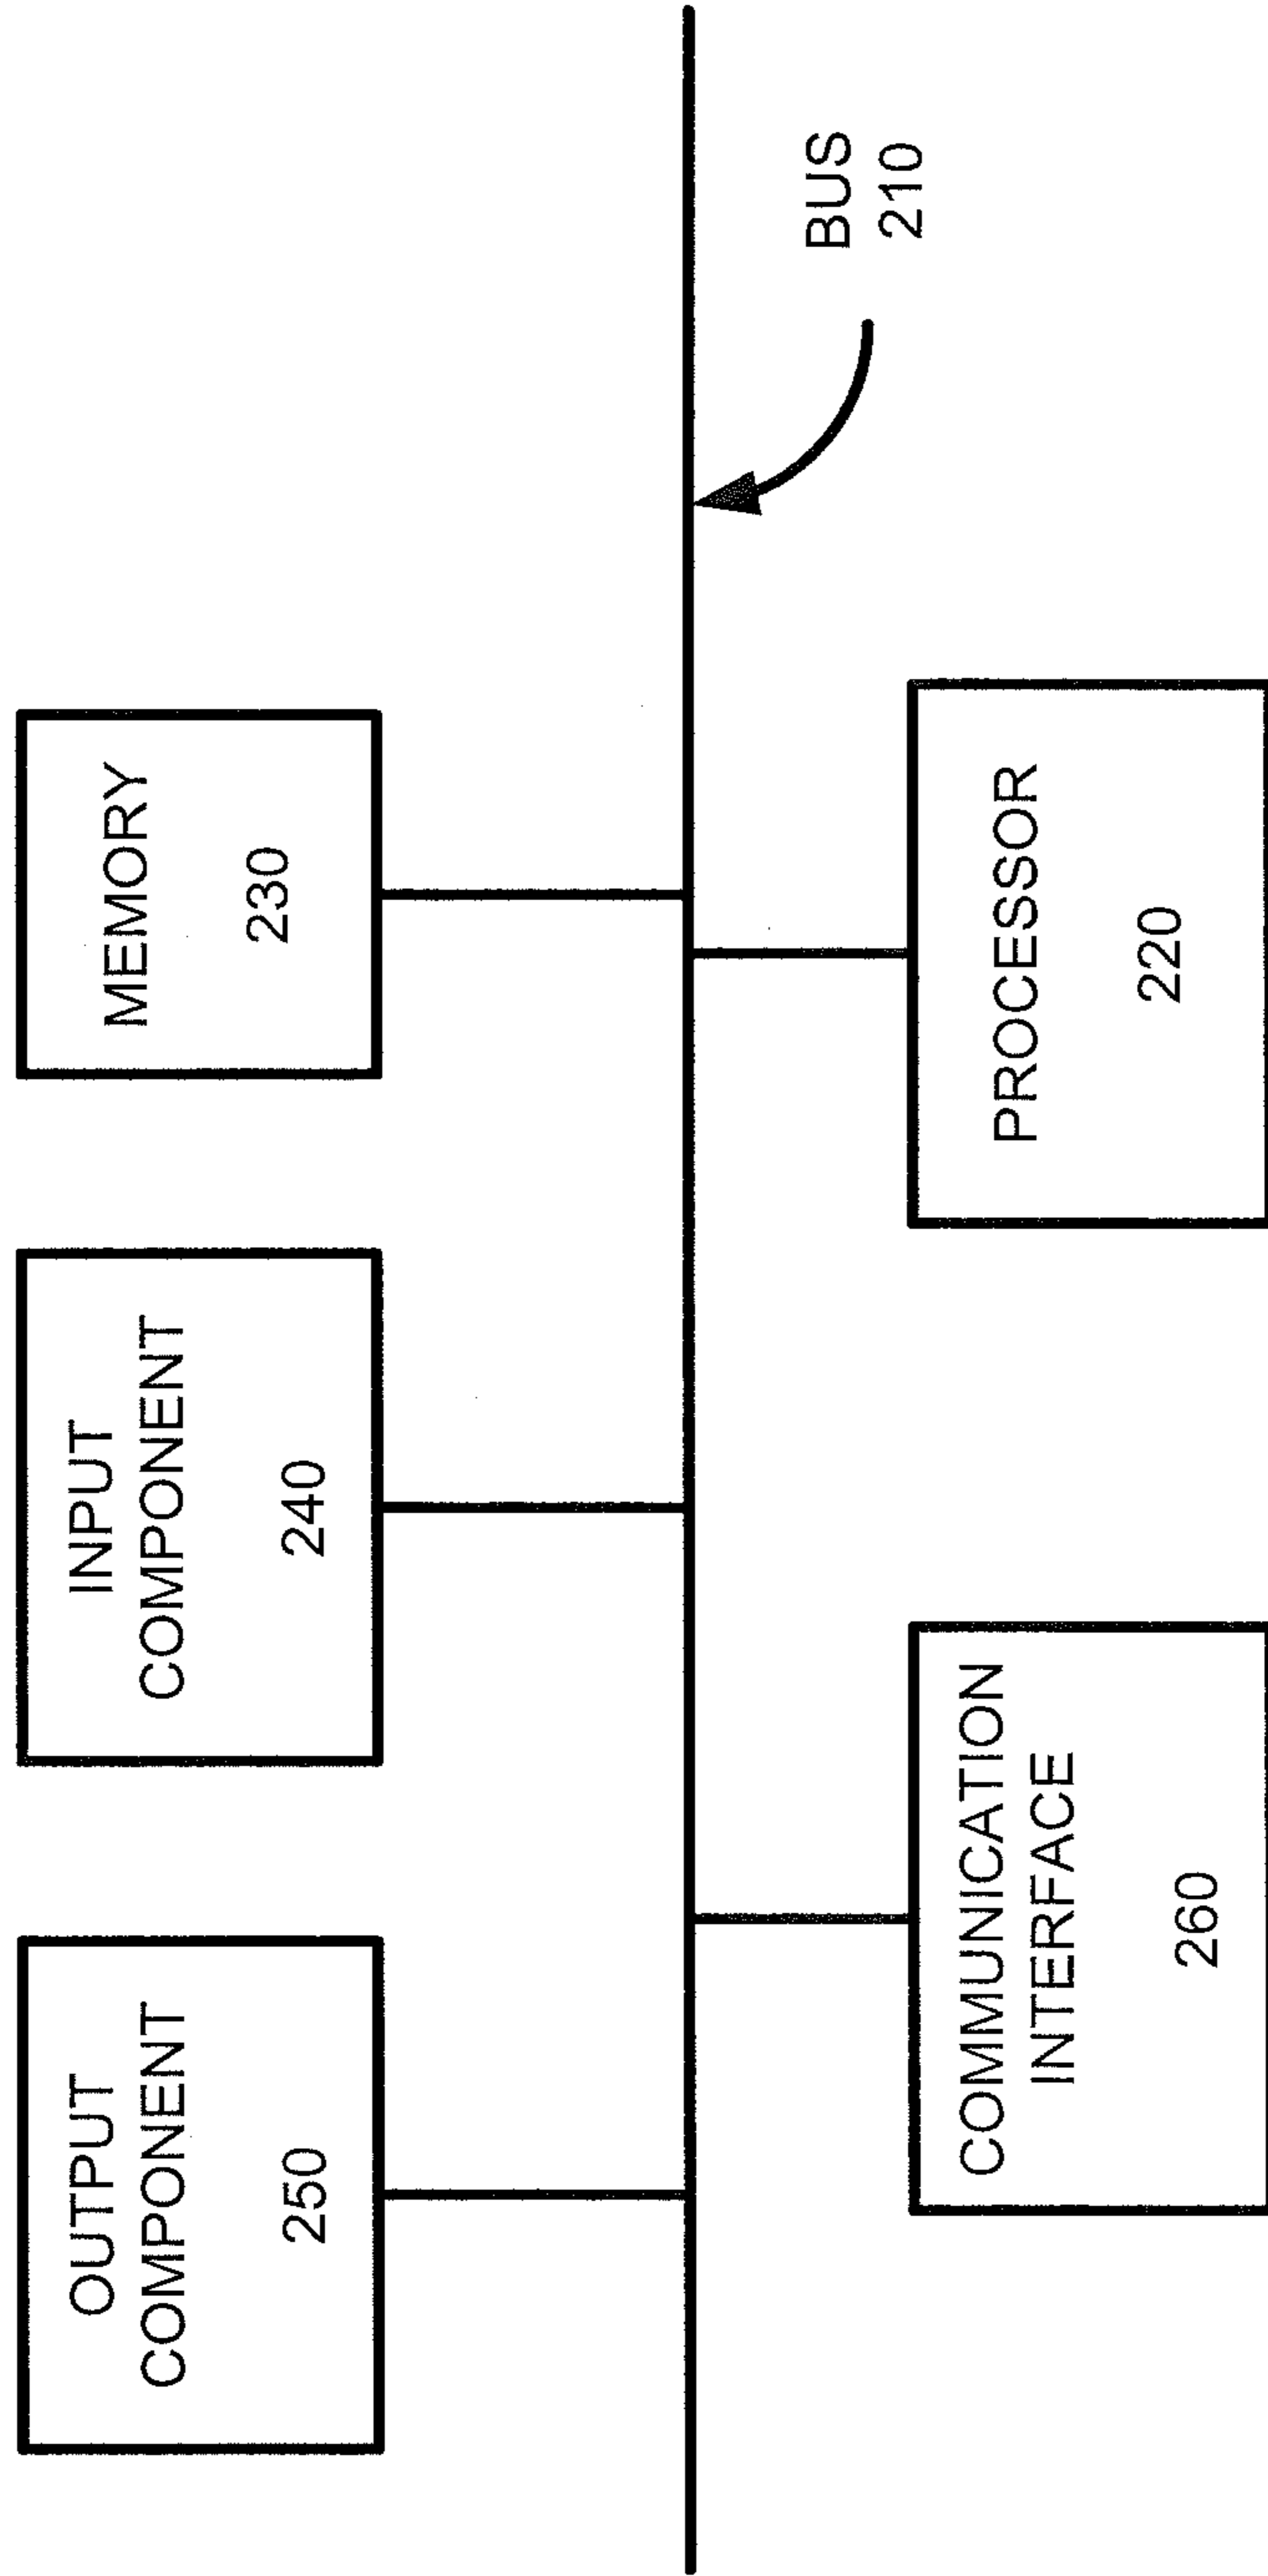 OUTPUT
COMPONENT
250
INPUT
COMPONENT
240
MEMORY
230
COMMUNICATION
INTERFACE
260
PROCESSOR
220
BUS
210